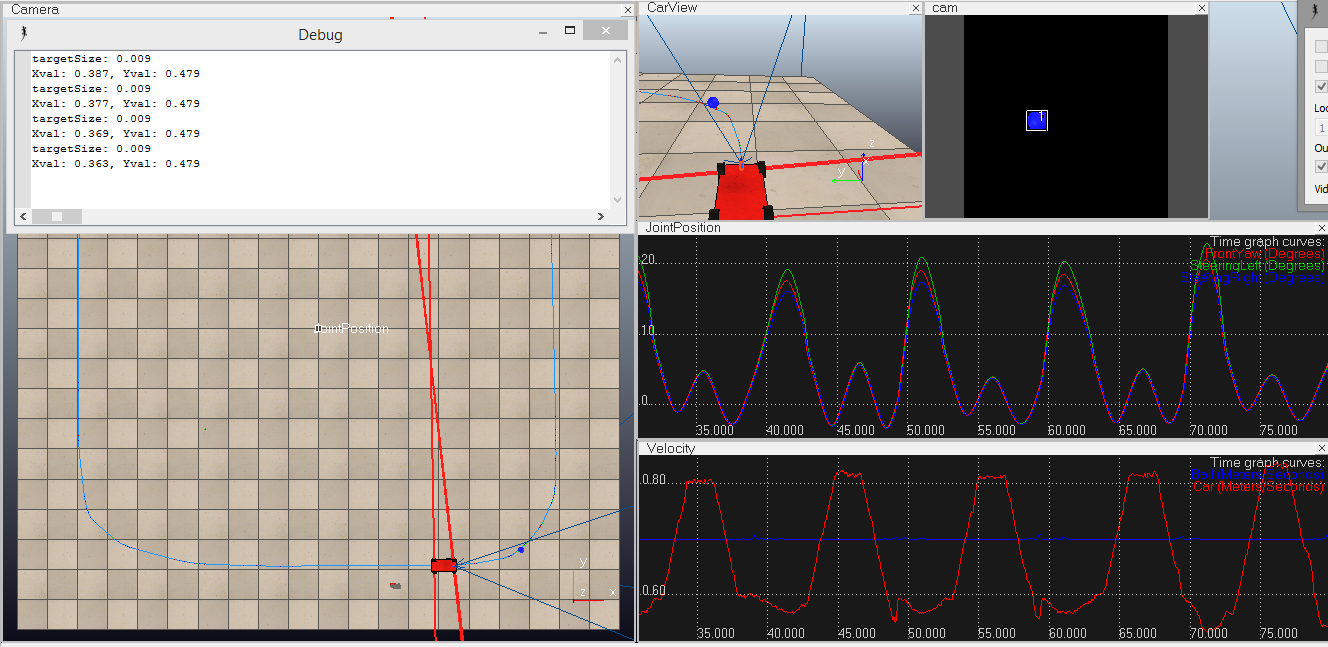 Camera
Debug
targetSize: 0.009
Xval: 0.387, Yval: 0.479
targetSize: 0.009
Xval: 0.377, Yval: 0.479
targetSize: 0.009
Xval: 0.369, Yval: 0.479
targetSize: 0.009
Xval: 0.363, Yval: 0.479
JointPosition
y
z x
CarView
z
x
y
cam
1
Loc
1
Ou
Vid
JointPosition
Time graph curves:
FrontYaw (Degrees)
SteeringLeft (Degrees)
(Degrees)
20.
10.
0.
35.000 40.000 45.000 50.000 55.000 60.000 65.000 70.000 75.000
Velocity
Time graph curves:
Car (Meters/Seconds)
0.80
0.60
35.000 40.000 45.000 50.000 55.000 60.000 65.000 70.000 75.000